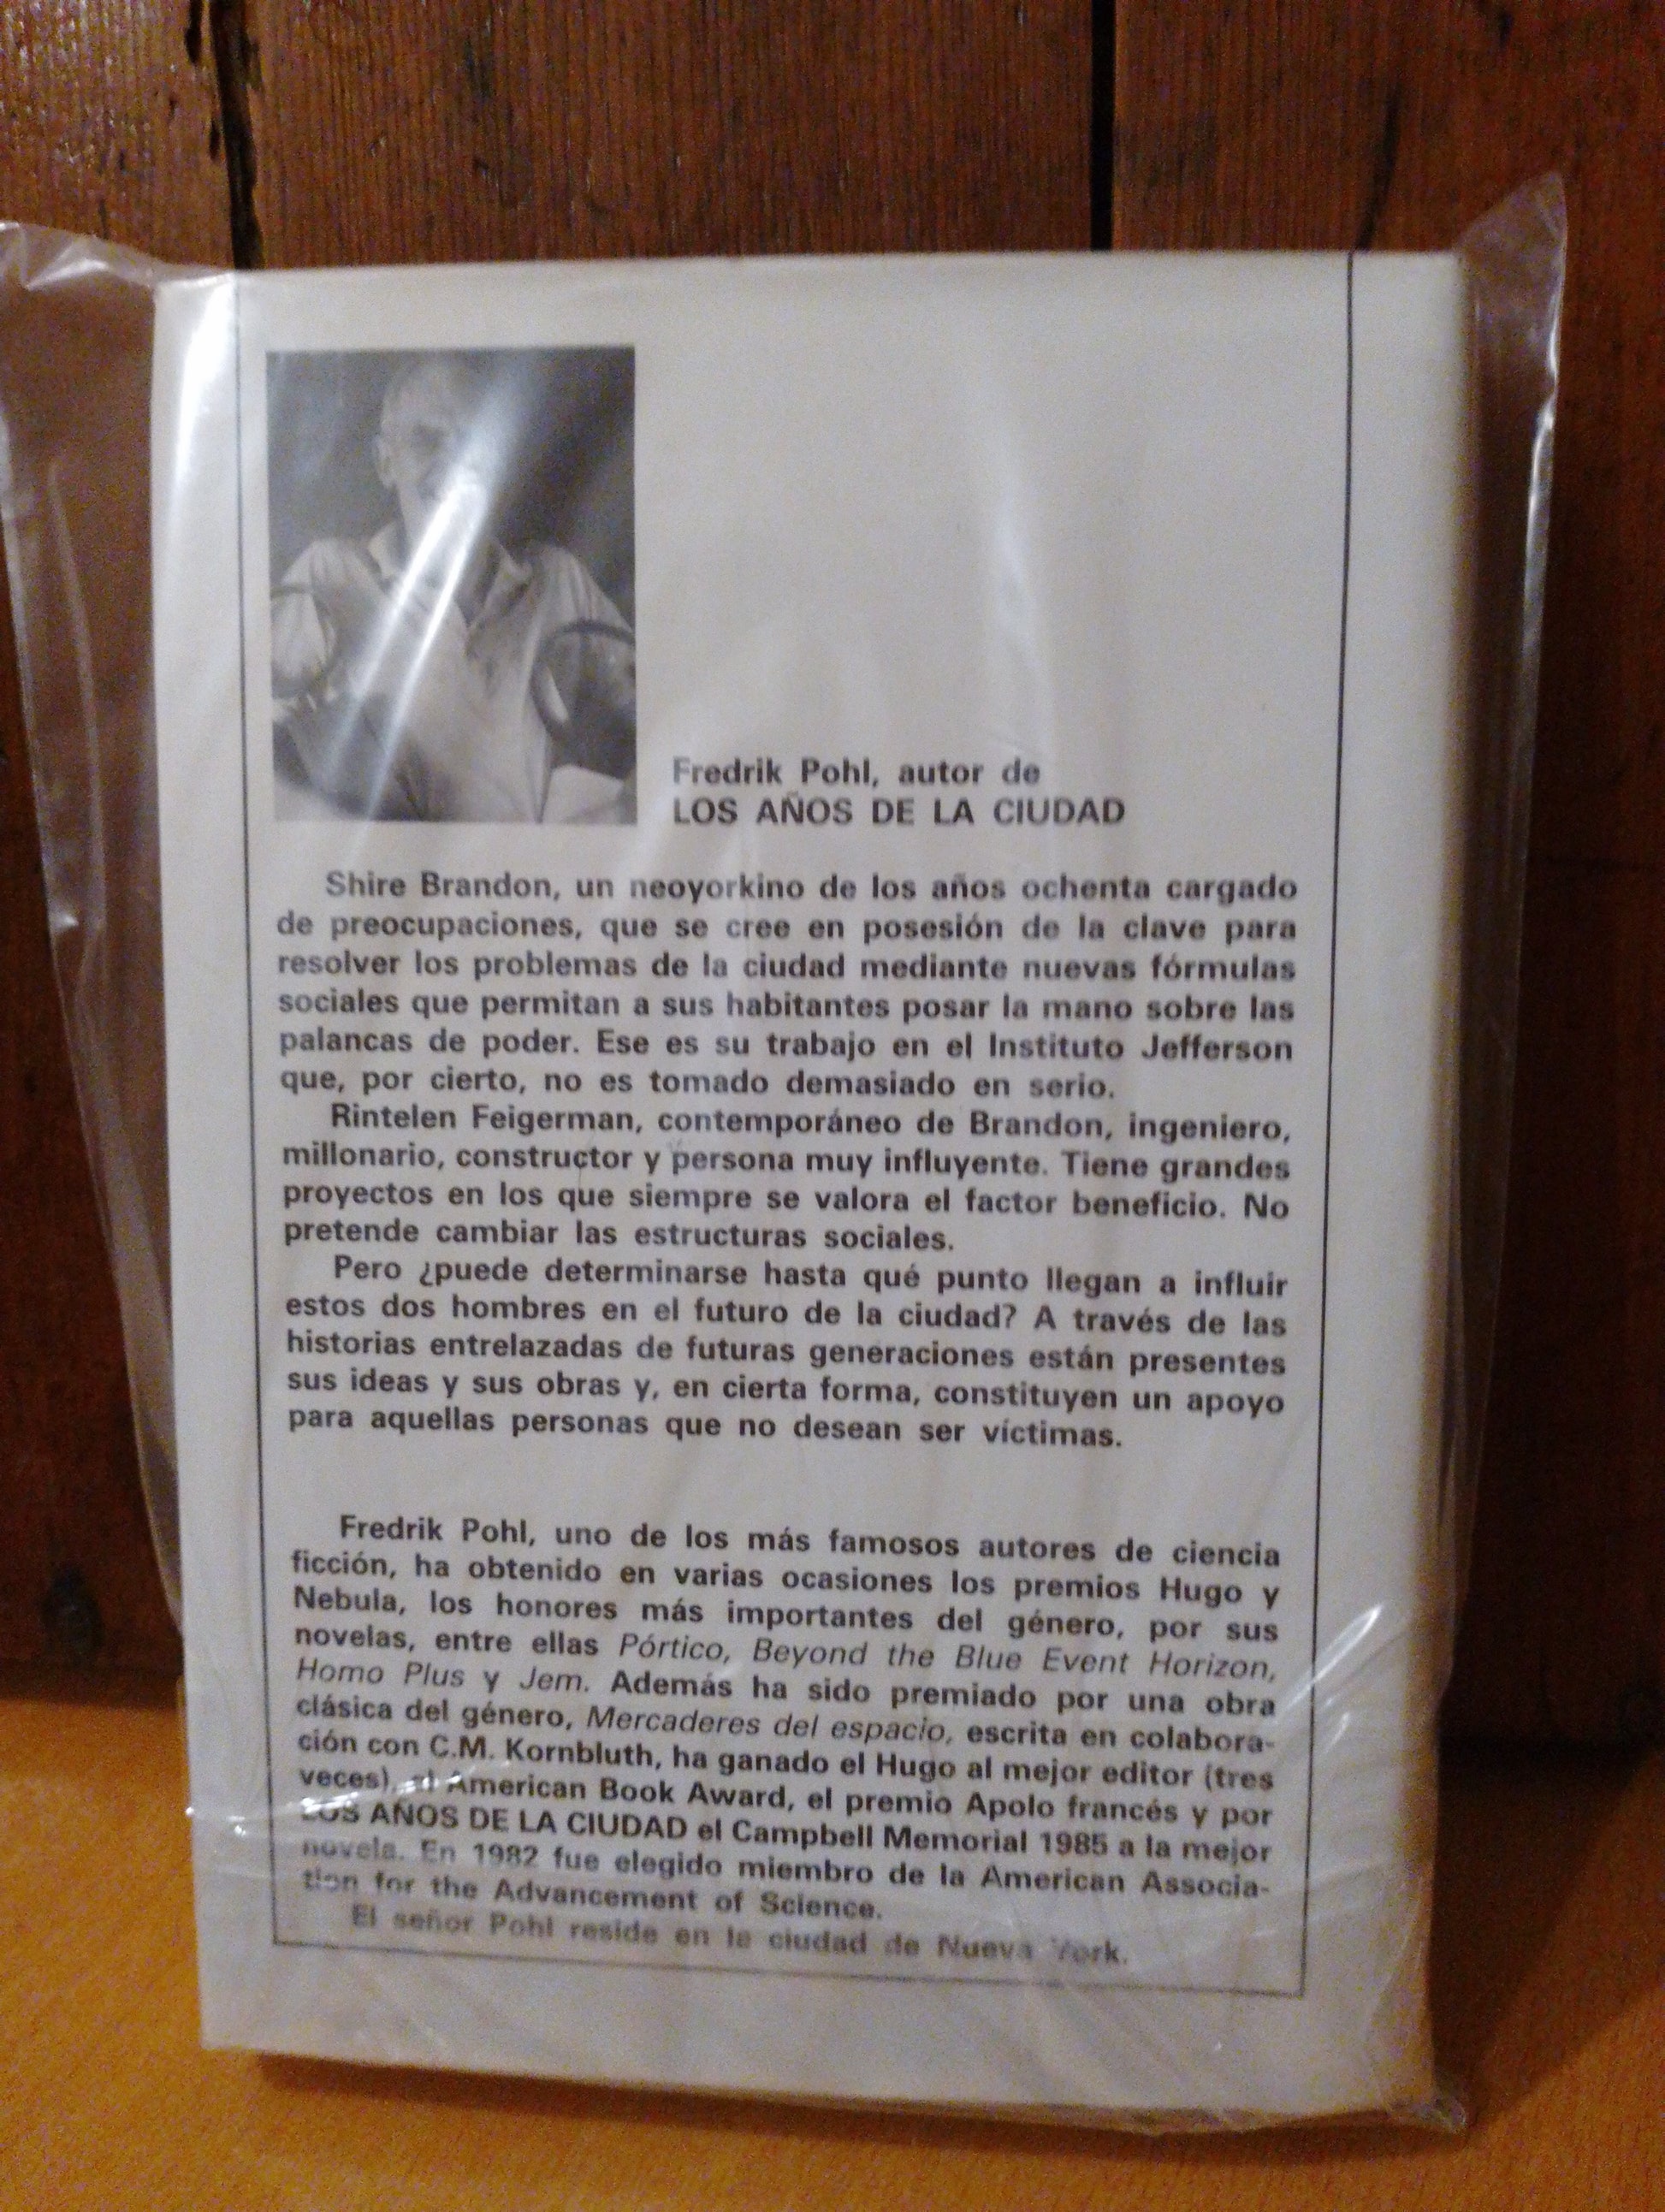 Fredrik Pohl, autor de
LOS AÑOS DE LA CIUDAD
Shire Brandon, un neoyorkino de los años ochenta cargado
de preocupaciones, que se cree en posesión de la clave para
resolver los problemas de la ciudad mediante nuevas fórmulas
sociales que permitan a sus habitantes posar la mano sobre las
palancas de poder. Ese es su trabajo en el Instituto Jefferson
que, por cierto, no es tomado demasiado en serio.
Rintelen Feigerman, contemporáneo de Brandon, ingeniero,
millonario, constructor y persona muy influyente. Tiene grandes
proyectos en los que siempre se valora el factor beneficio. No
pretende cambiar las estructuras sociales.
Pero ¿puede determinarse hasta qué punto llegan a influir
estos dos hombres en el futuro de la ciudad? A través de las
historias entrelazadas de futuras generaciones están presentes
sus ideas y sus obras y, en cierta forma, constituyen un apoyo
para aquellas personas que no desean ser víctimas.
Fredrik Pohl, uno de los más famosos autores de ciencia
ficción, ha obtenido en varias ocasiones los premios Hugo y
Nebula, los honores más importantes del género, por sus
novelas, entre ellas Pórtico, Beyond the Blue Event Horizon,
Homo Plus y Jem. Además ha sido premiado por una obra
clásica del género, Mercaderes del espacio, escrita en colabora-
ción con C.M. Kornbluth, ha ganado el Hugo al mejor editor (tres
veces), el American Book Award, el premio Apolo francés y por
LOS AÑOS DE LA CIUDAD el Campbell Memorial 1985 a la mejor
novela. En 1982 fue elegido miembro de la American Associa-
tion for the Advancement of Science.
El señor Pohl reside en la ciudad de Nueva York.